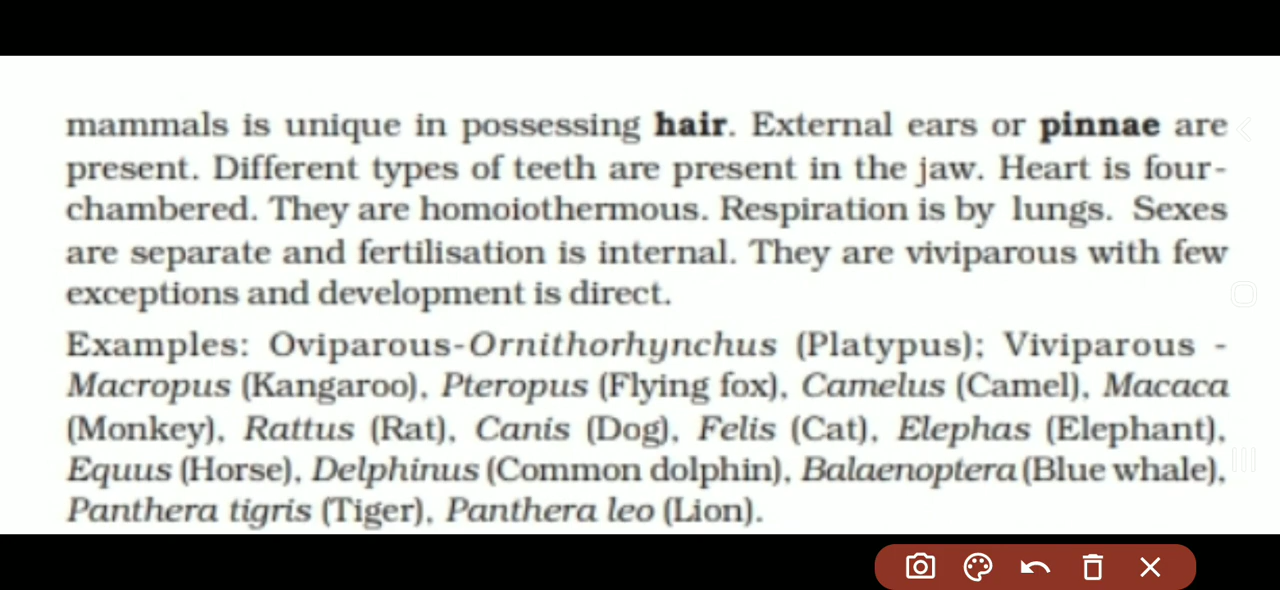 mammals is unique in possessing hair. External ears or pinnae are
present. Different types of teeth are present in the jaw. Heart is four-
chambered. They are homoiothermous. Respiration is by lungs. Sexes
are separate and fertilisation is internal. They are viviparous with few
exceptions and development is direct.
Examples: Oviparous-Ornithorhynchus (Platypus); Viviparous -
Macropus (Kangaroo), Pteropus (Flying fox), Camelus (Camel), Macaca
(Monkey), Rattus (Rat), Canis (Dog), Felis (Cat), Elephas (Elephant),
Equus (Horse), Delphinus (Common dolphin), Balaenoptera (Blue whale),
Panthera tigris (Tiger), Panthera leo (Lion).